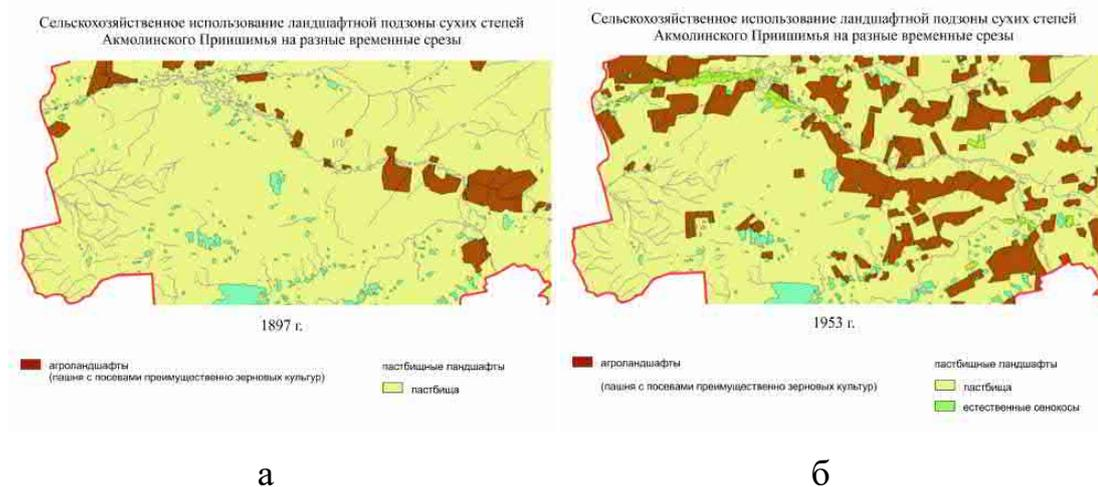 Сельскохозяйственное использование ландшафтной подзоны сухих степей
Акмолинского Приишимья на разные временные срезы
1897 г.
агроландшафты
(пашня с посевами преимущественно зерновых культур)
пастбищные ландшафты
пастбища
а
Сельскохозяйственное использование ландшафтной подзоны сухих степей
Акмолинского Приишимья на разные временные срезы
1953 г.
агроландшафты
(пашня с посевами преимущественно зерновых культур)
пастбищные ландшафты
пастбища
естественные сенокосы
б